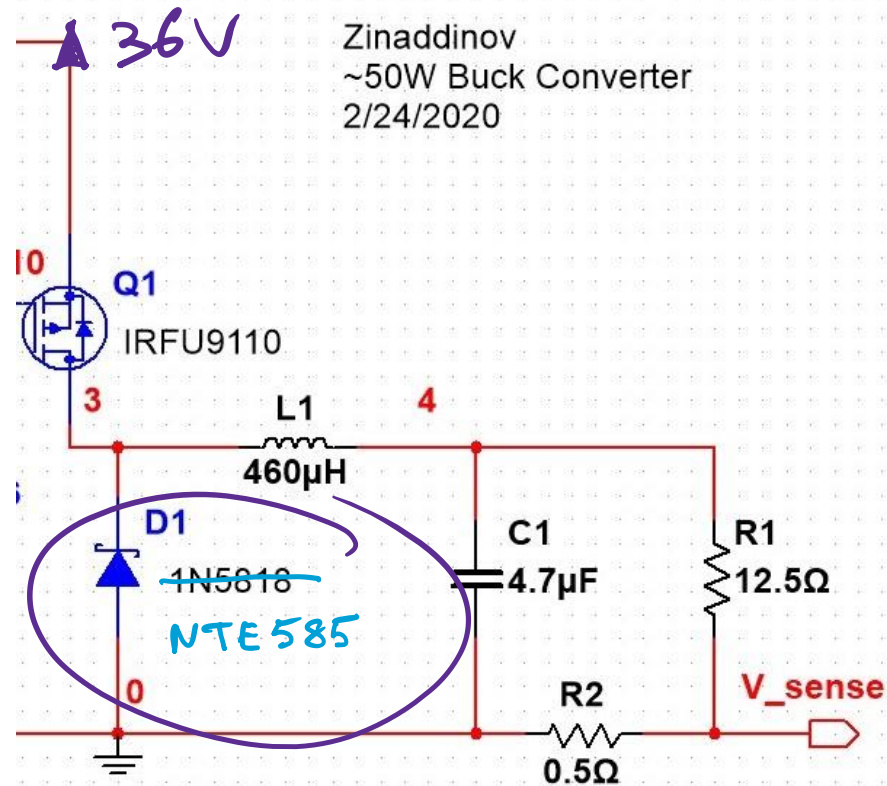 36V
Zinaddinov
~50W Buck Converter
2/24/2020
10
Q1
IRFU9110
3
L1
4
460µH
D1
1N5818
NTE585
C1
4.7µF
R1
12.5Ω
0
R2
0.5Ω
V_sense